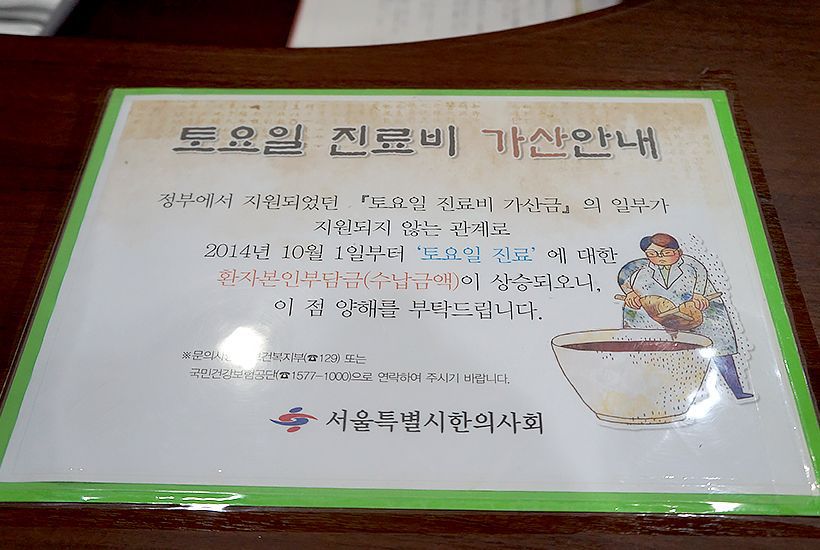 토요일 진료비 가산안내
정부에서 지원되었던 『토요일 진료비 가산금』의 일부가
지원되지 않는 관계로
2014년 10월 1일부터 '토요일 진료' 에 대한
환자본인부담금(수납금액)이 상승되오니,
이 점 양해를 부탁드립니다.
※문의사항은 보건복지부(☎129) 또는
국민건강보험공단(☎1577-1000)으로 연락하여 주시기 바랍니다.
서울특별시한의사회